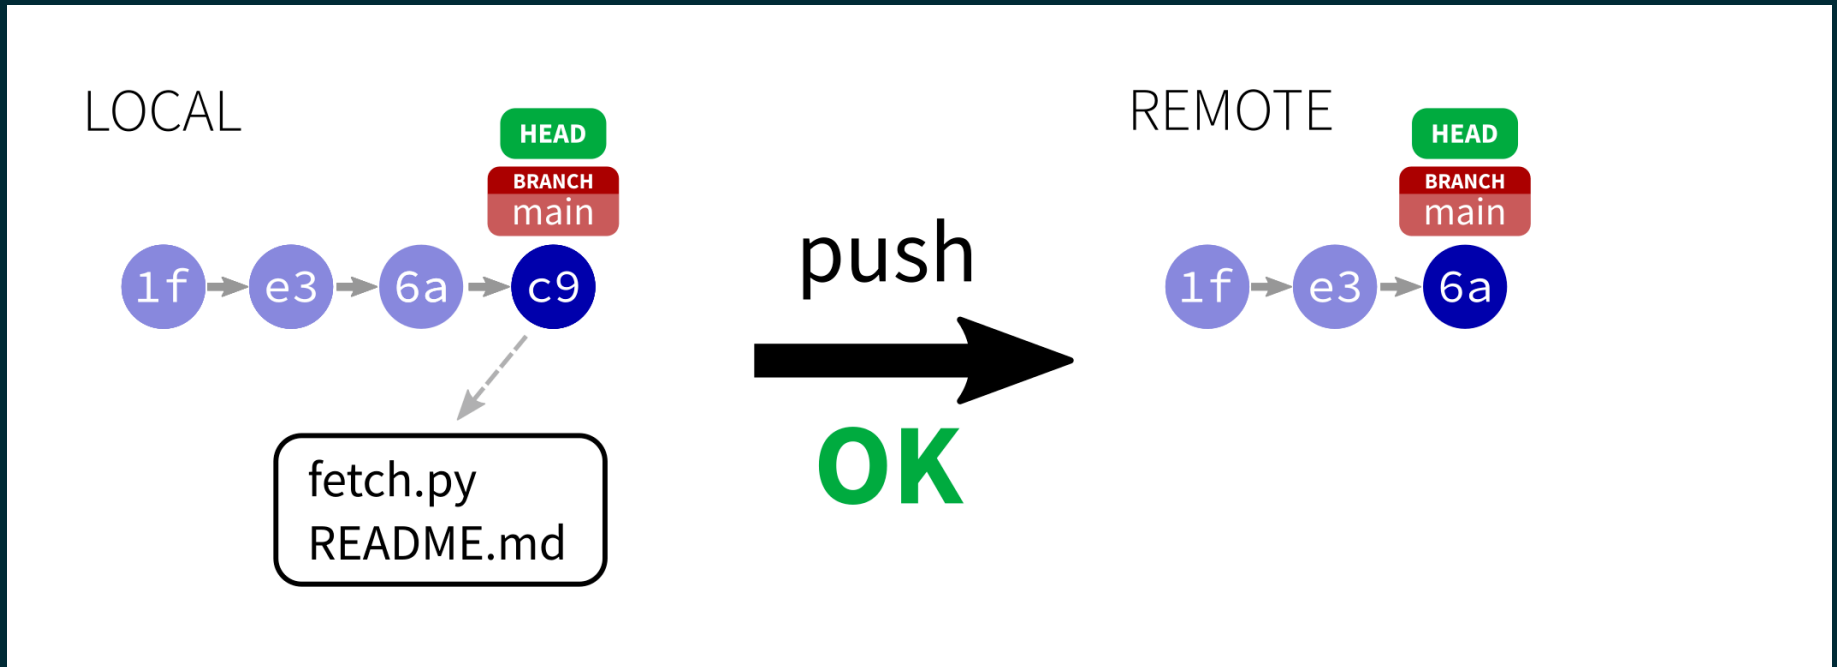 LOCAL
HEAD
BRANCH
main
1f
e3
6a
c9
fetch.py
README.md
push
OK
REMOTE
HEAD
BRANCH
main
1f
e3
6a